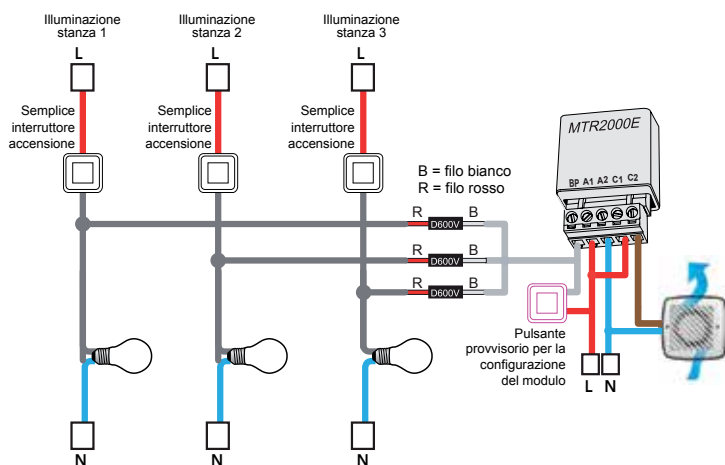 Illuminazione
stanza 1
Illuminazione
stanza 2
Illuminazione
stanza 3
L
L
L
Semplice
interruttore
accensione
Semplice
interruttore
accensione
Semplice
interruttore
accensione
B = filo bianco
R = filo rosso
MTR2000E
BP A1 A2 C1 C2
R D600V B
R D600V B
R D600V B
Pulsante
provvisorio per la
configurazione
del modulo
L N
N
N
N